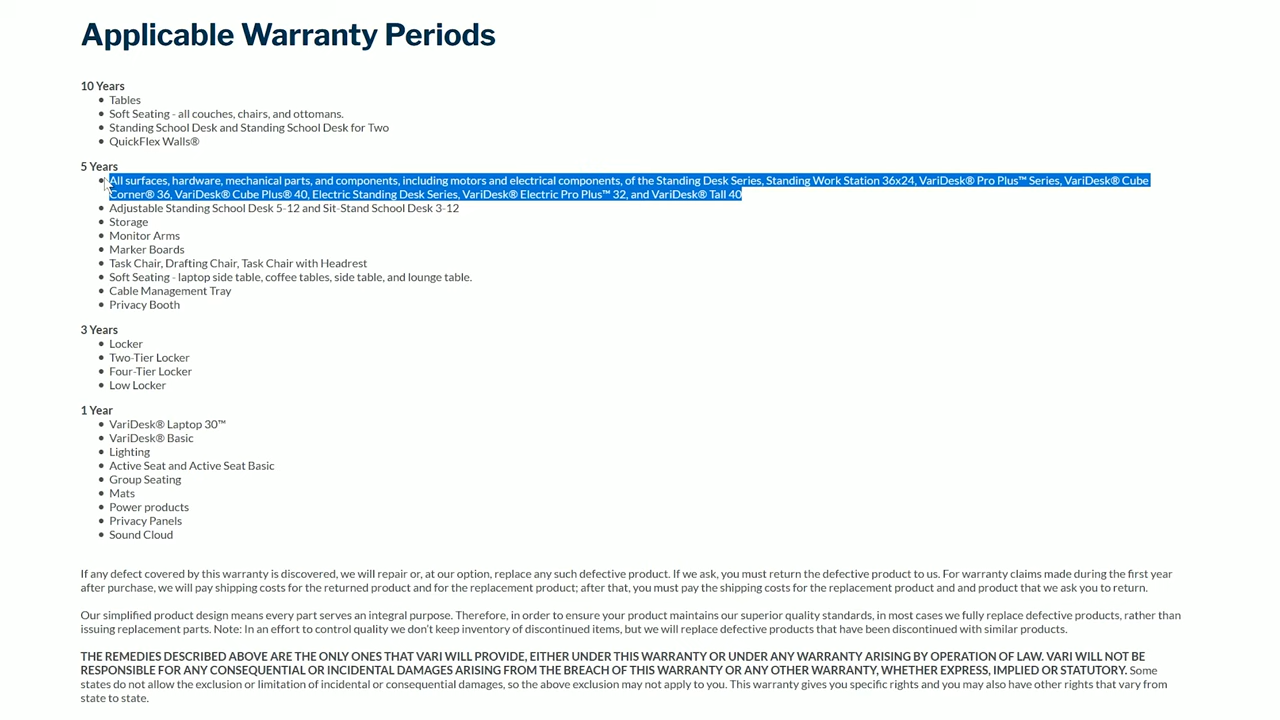 Applicable Warranty Periods
10 Years
• Tables
• Soft Seating - all couches, chairs, and ottomans.
• Standing School Desk and Standing School Desk for Two
• QuickFlex Walls®
5 Years
• All surfaces, hardware, mechanical parts, and components, including motors and electrical components, of the Standing Desk Series, Standing Work Station 36x24, VariDesk® Pro Plus™ Series, VariDesk® Cube
Corner® 36, VariDesk® Cube Plus® 40, Electric Standing Desk Series, VariDesk® Electric Pro Plus™ 32, and VariDesk® Tall 40
• Adjustable Standing School Desk 5-12 and Sit-Stand School Desk 3-12
• Storage
• Monitor Arms
• Marker Boards
• Task Chair, Drafting Chair, Task Chair with Headrest
• Soft Seating - laptop side table, coffee tables, side table, and lounge table.
• Cable Management Tray
• Privacy Booth
3 Years
• Locker
• Two-Tier Locker
• Four-Tier Locker
• Low Locker
1 Year
• VariDesk® Laptop 30™
• VariDesk® Basic
• Lighting
• Active Seat and Active Seat Basic
• Group Seating
• Mats
• Power products
• Privacy Panels
• Sound Cloud
If any defect covered by this warranty is discovered, we will repair or, at our option, replace any such defective product. If we ask, you must return the defective product to us. For warranty claims made during the first year
after purchase, we will pay shipping costs for the returned product and for the replacement product; after that, you must pay the shipping costs for the replacement product and and product that we ask you to return.
Our simplified product design means every part serves an integral purpose. Therefore, in order to ensure your product maintains our superior quality standards, in most cases we fully replace defective products, rather than
issuing replacement parts. Note: In an effort to control quality we don't keep inventory of discontinued items, but we will replace defective products that have been discontinued with similar products.
THE REMEDIES DESCRIBED ABOVE ARE THE ONLY ONES THAT VARI WILL PROVIDE, EITHER UNDER THIS WARRANTY OR UNDER ANY WARRANTY ARISING BY OPERATION OF LAW. VARI WILL NOT BE
RESPONSIBLE FOR ANY CONSEQUENTIAL OR INCIDENTAL DAMAGES ARISING FROM THE BREACH OF THIS WARRANTY OR ANY OTHER WARRANTY, WHETHER EXPRESS, IMPLIED OR STATUTORY. Some
states do not allow the exclusion or limitation of incidental or consequential damages, so the above exclusion may not apply to you. This warranty gives you specific rights and you may also have other rights that vary from
state to state.